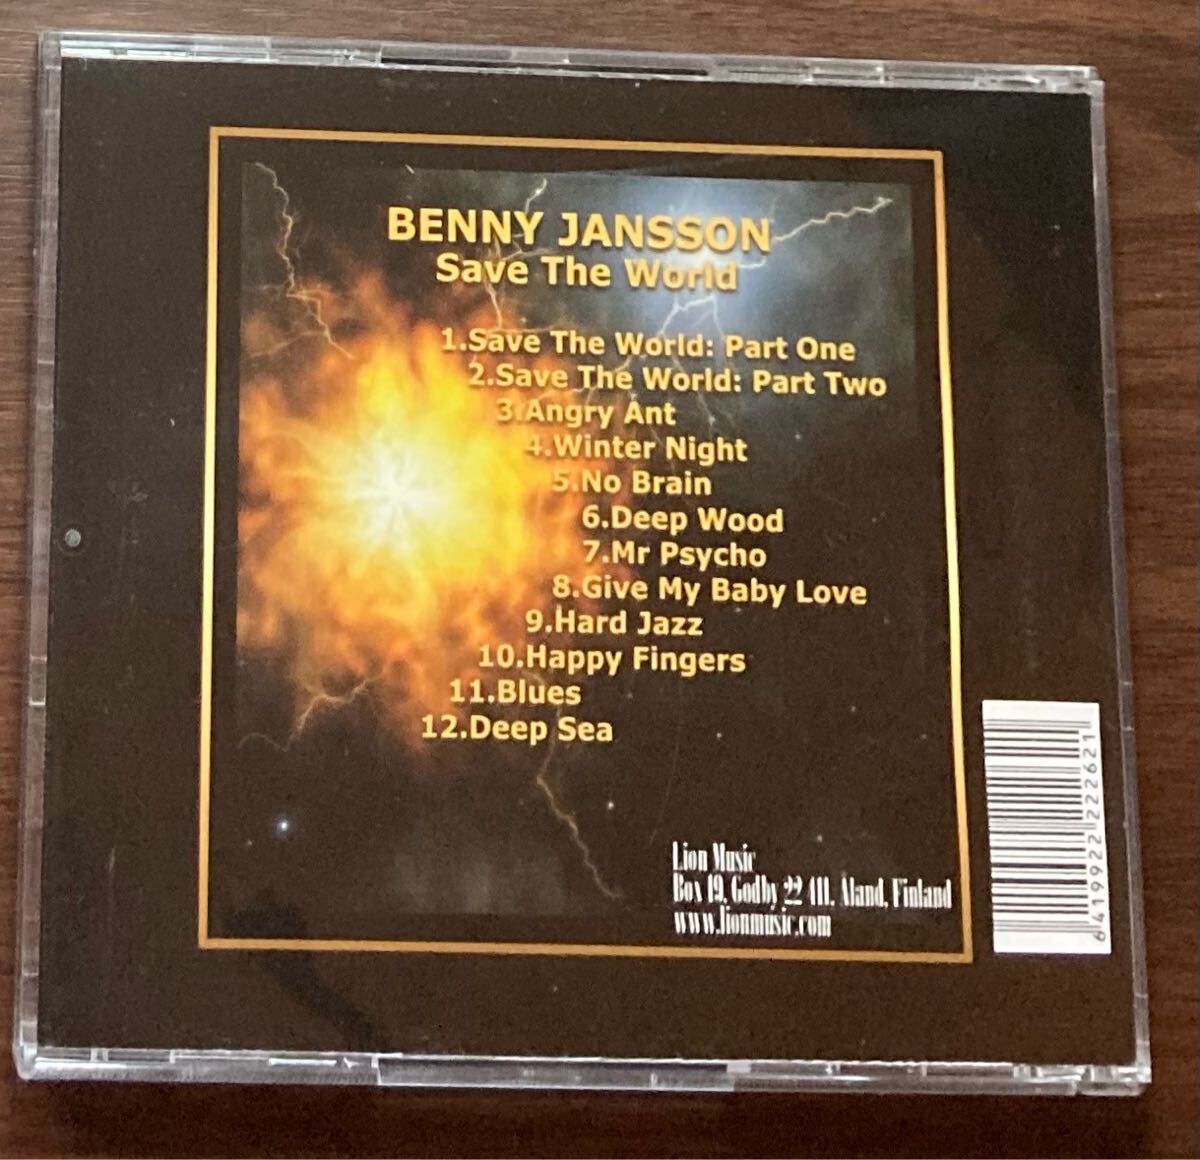 BENNY JANSSON
Save The World
1.Save The World: Part One
2.Save The World: Part Two
3.Angry Ant
4.Winter Night
5.No Brain
6.Deep Wood
7.Mr Psycho
8.Give My Baby Love
9.Hard Jazz
10.Happy Fingers
11.Blues
12.Deep Sea
Lion Music
Box 19, Godby 22 411, Aland, Finland
www.lionmusic.com
6 419922 222621